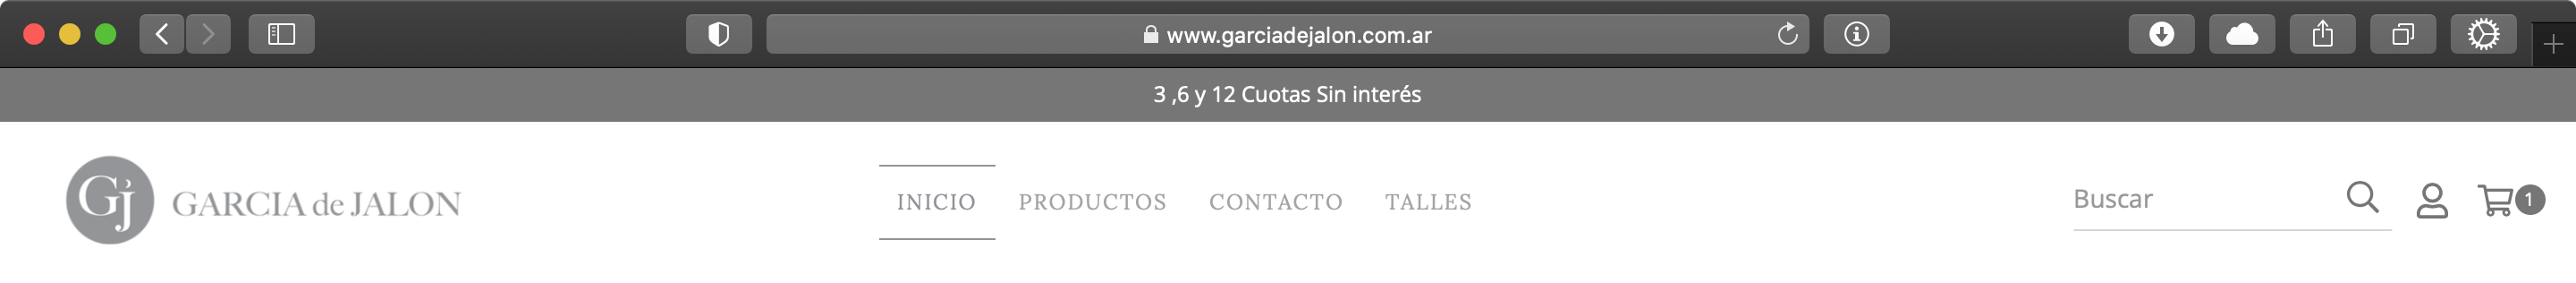 www.garciadejalon.com.ar
3 ,6 y 12 Cuotas Sin interés
Gj GARCIA de JALON
INICIO PRODUCTOS CONTACTO TALLES
Buscar
1